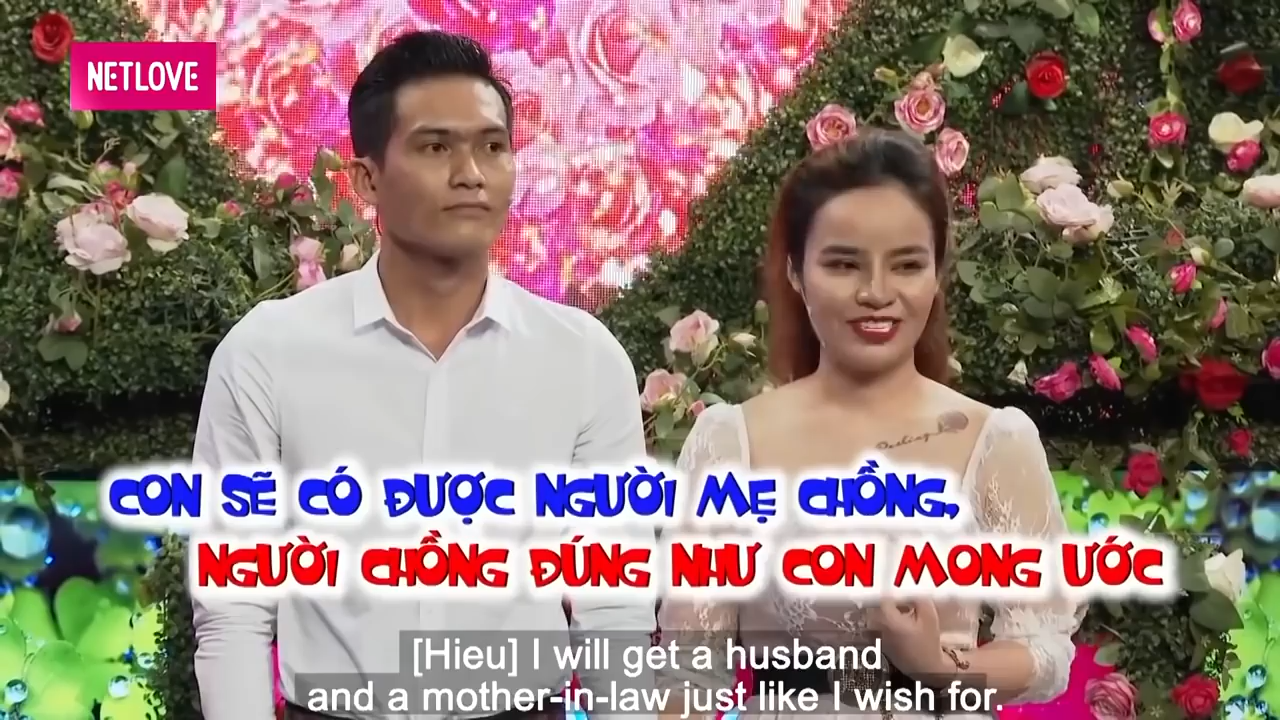 NETLOVE
CON SẼ CÓ ĐƯỢC NGƯỜI MẸ CHỒNG,
NGƯỜI CHỒNG ĐÚNG NHƯ CON MONG ƯỚC
[Hieu] I will get a husband
and a mother-in-law just like I wish for.